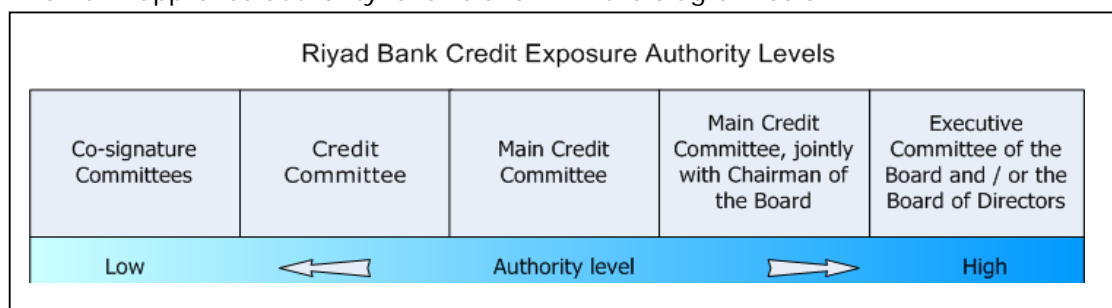 Riyad Bank Credit Exposure Authority Levels
Co-signature
Committees
Credit
Committee
Main Credit
Committee
Main Credit
Committee, jointly
with Chairman of
the Board
Executive
Committee of the
Board and / or the
Board of Directors
Low
Authority level
High